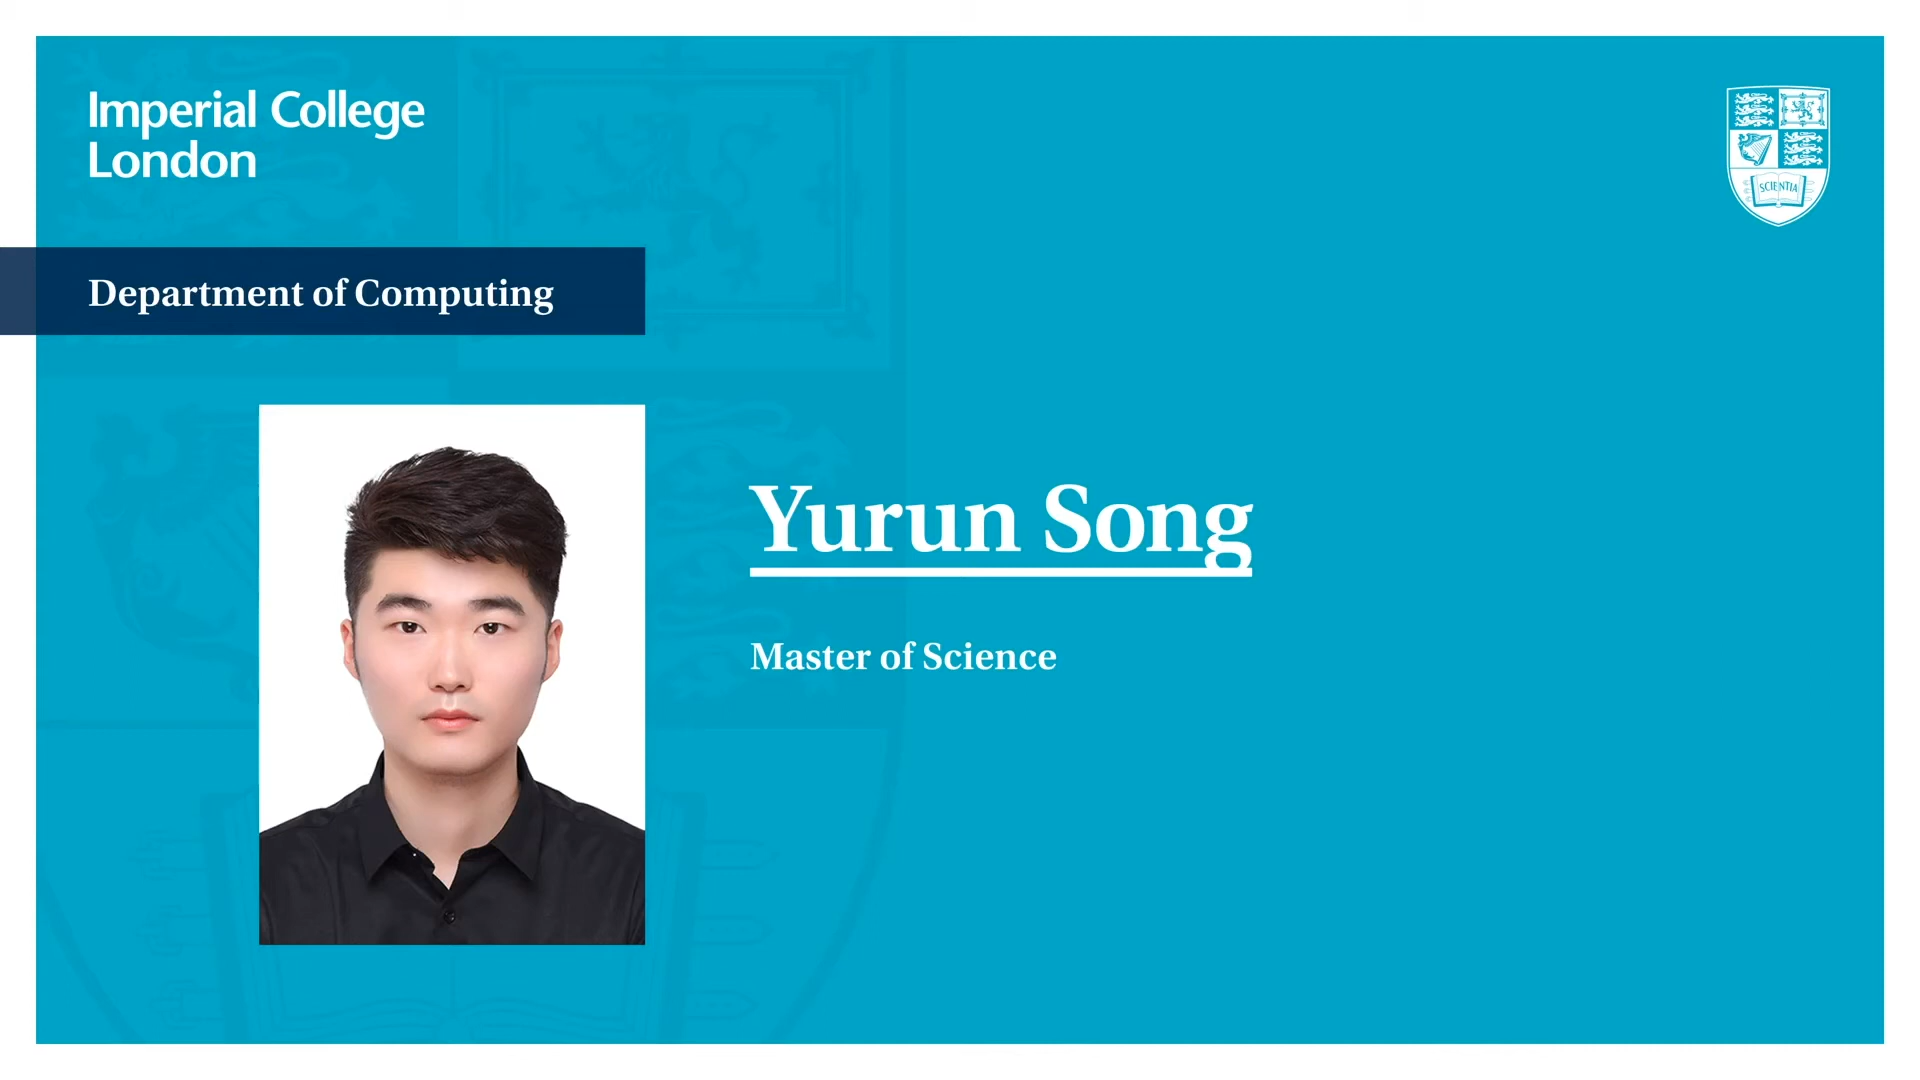 Imperial College
London
Department of Computing
Yurun Song
Master of Science
SCIENTIA